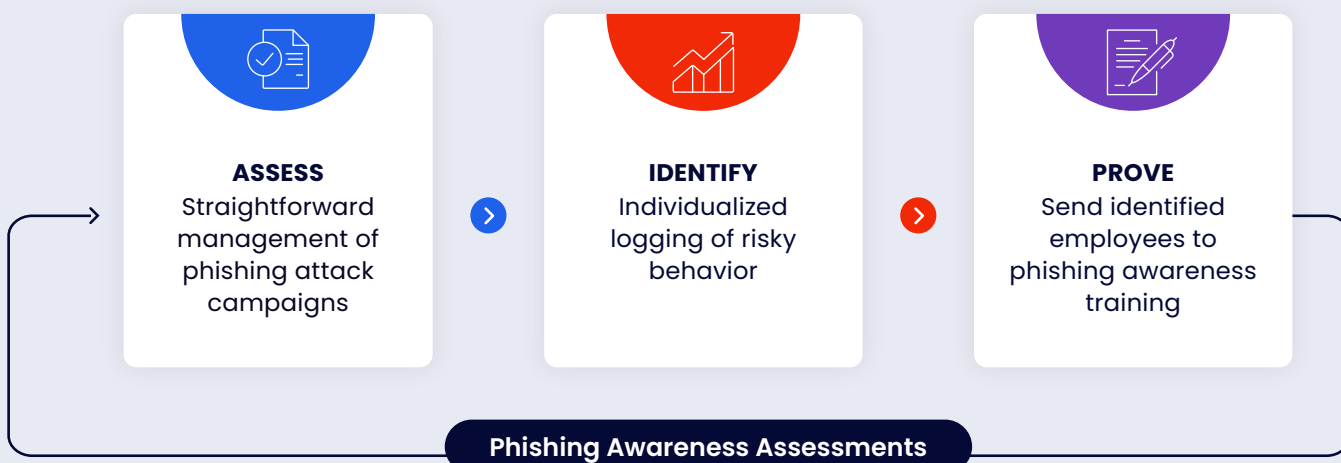 ASSESS
Straightforward
management of
phishing attack
campaigns
IDENTIFY
Individualized
logging of risky
behavior
PROVE
Send identified
employees to
phishing awareness
training
Phishing Awareness Assessments